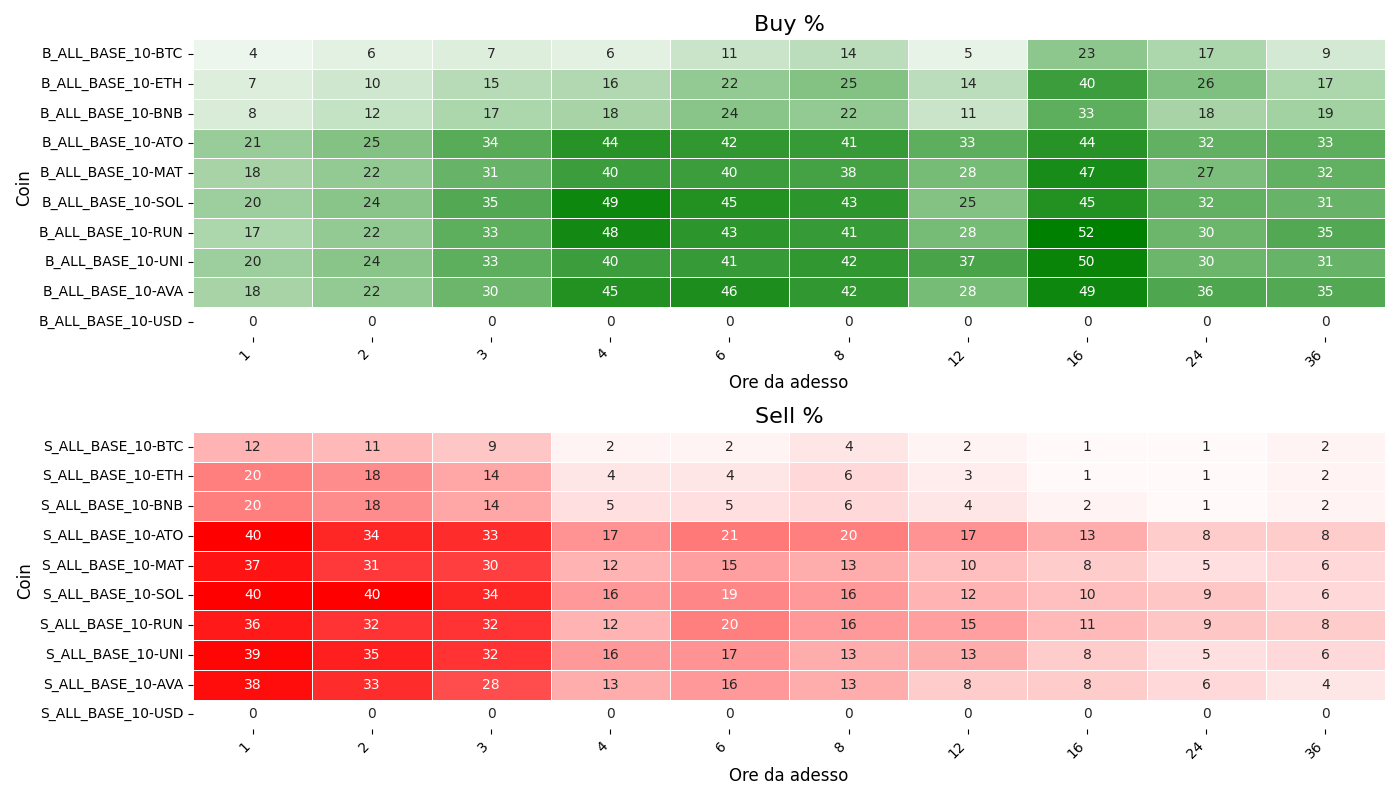 Buy %
B_ALL_BASE_10-BTC 4 6 7 6 11 14 5 23 17 9
B_ALL_BASE_10-ETH 7 10 15 16 22 25 14 40 26 17
B_ALL_BASE_10-BNB 8 12 17 18 24 22 11 33 18 19
B_ALL_BASE_10-ATO 21 25 34 44 42 41 33 44 32 33
B_ALL_BASE_10-MAT 18 22 31 40 40 38 28 47 27 32
Coin
B_ALL_BASE_10-SOL 20 24 35 49 45 43 25 45 32 31
B_ALL_BASE_10-RUN 17 22 33 48 43 41 28 52 30 35
B_ALL_BASE_10-UNI 20 24 33 40 41 42 37 50 30 31
B_ALL_BASE_10-AVA 18 22 30 45 46 42 28 49 36 35
B_ALL_BASE_10-USD 0 0 0 0 0 0 0 0 0 0
1 2 3 4 6 8 12 16 24 36
Ore da adesso
Sell %
S_ALL_BASE_10-BTC 12 11 9 2 2 4 2 1 1 2
S_ALL_BASE_10-ETH 20 18 14 4 4 6 3 1 1 2
S_ALL_BASE_10-BNB 20 18 14 5 5 6 4 2 1 2
S_ALL_BASE_10-ATO 40 34 33 17 21 20 17 13 8 8
S_ALL_BASE_10-MAT 37 31 30 12 15 13 10 8 5 6
Coin
S_ALL_BASE_10-SOL 40 40 34 16 19 16 12 10 9 6
S_ALL_BASE_10-RUN 36 32 32 12 20 16 15 11 9 8
S_ALL_BASE_10-UNI 39 35 32 16 17 13 13 8 5 6
S_ALL_BASE_10-AVA 38 33 28 13 16 13 8 8 6 4
S_ALL_BASE_10-USD 0 0 0 0 0 0 0 0 0 0
1 2 3 4 6 8 12 16 24 36
Ore da adesso